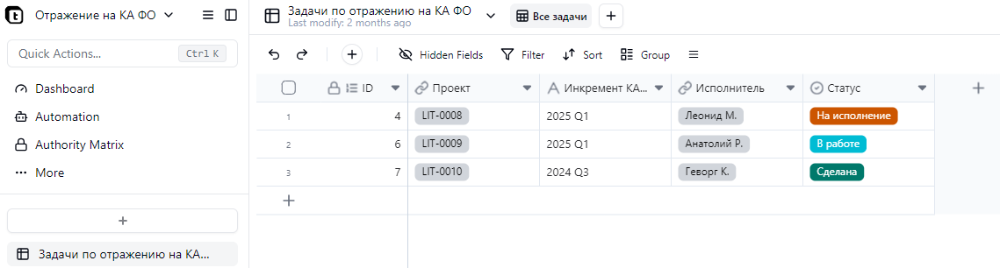 Отражение на КА ФО
Quick Actions...
Ctrl K
Dashboard
Automation
Authority Matrix
More
+
Задачи по отражению на КА...
Задачи по отражению на КА ФО
Last modify: 2 months ago
Все задачи
+
+
Hidden Fields
Filter
Sort
Group
ID
Проект
Инкремент КА...
Исполнитель
Статус
+
1 4 LIT-0008 2025 Q1 Леонид М. На исполнение
2 6 LIT-0009 2025 Q1 Анатолий Р. В работе
3 7 LIT-0010 2024 Q3 Геворг К. Сделана
+